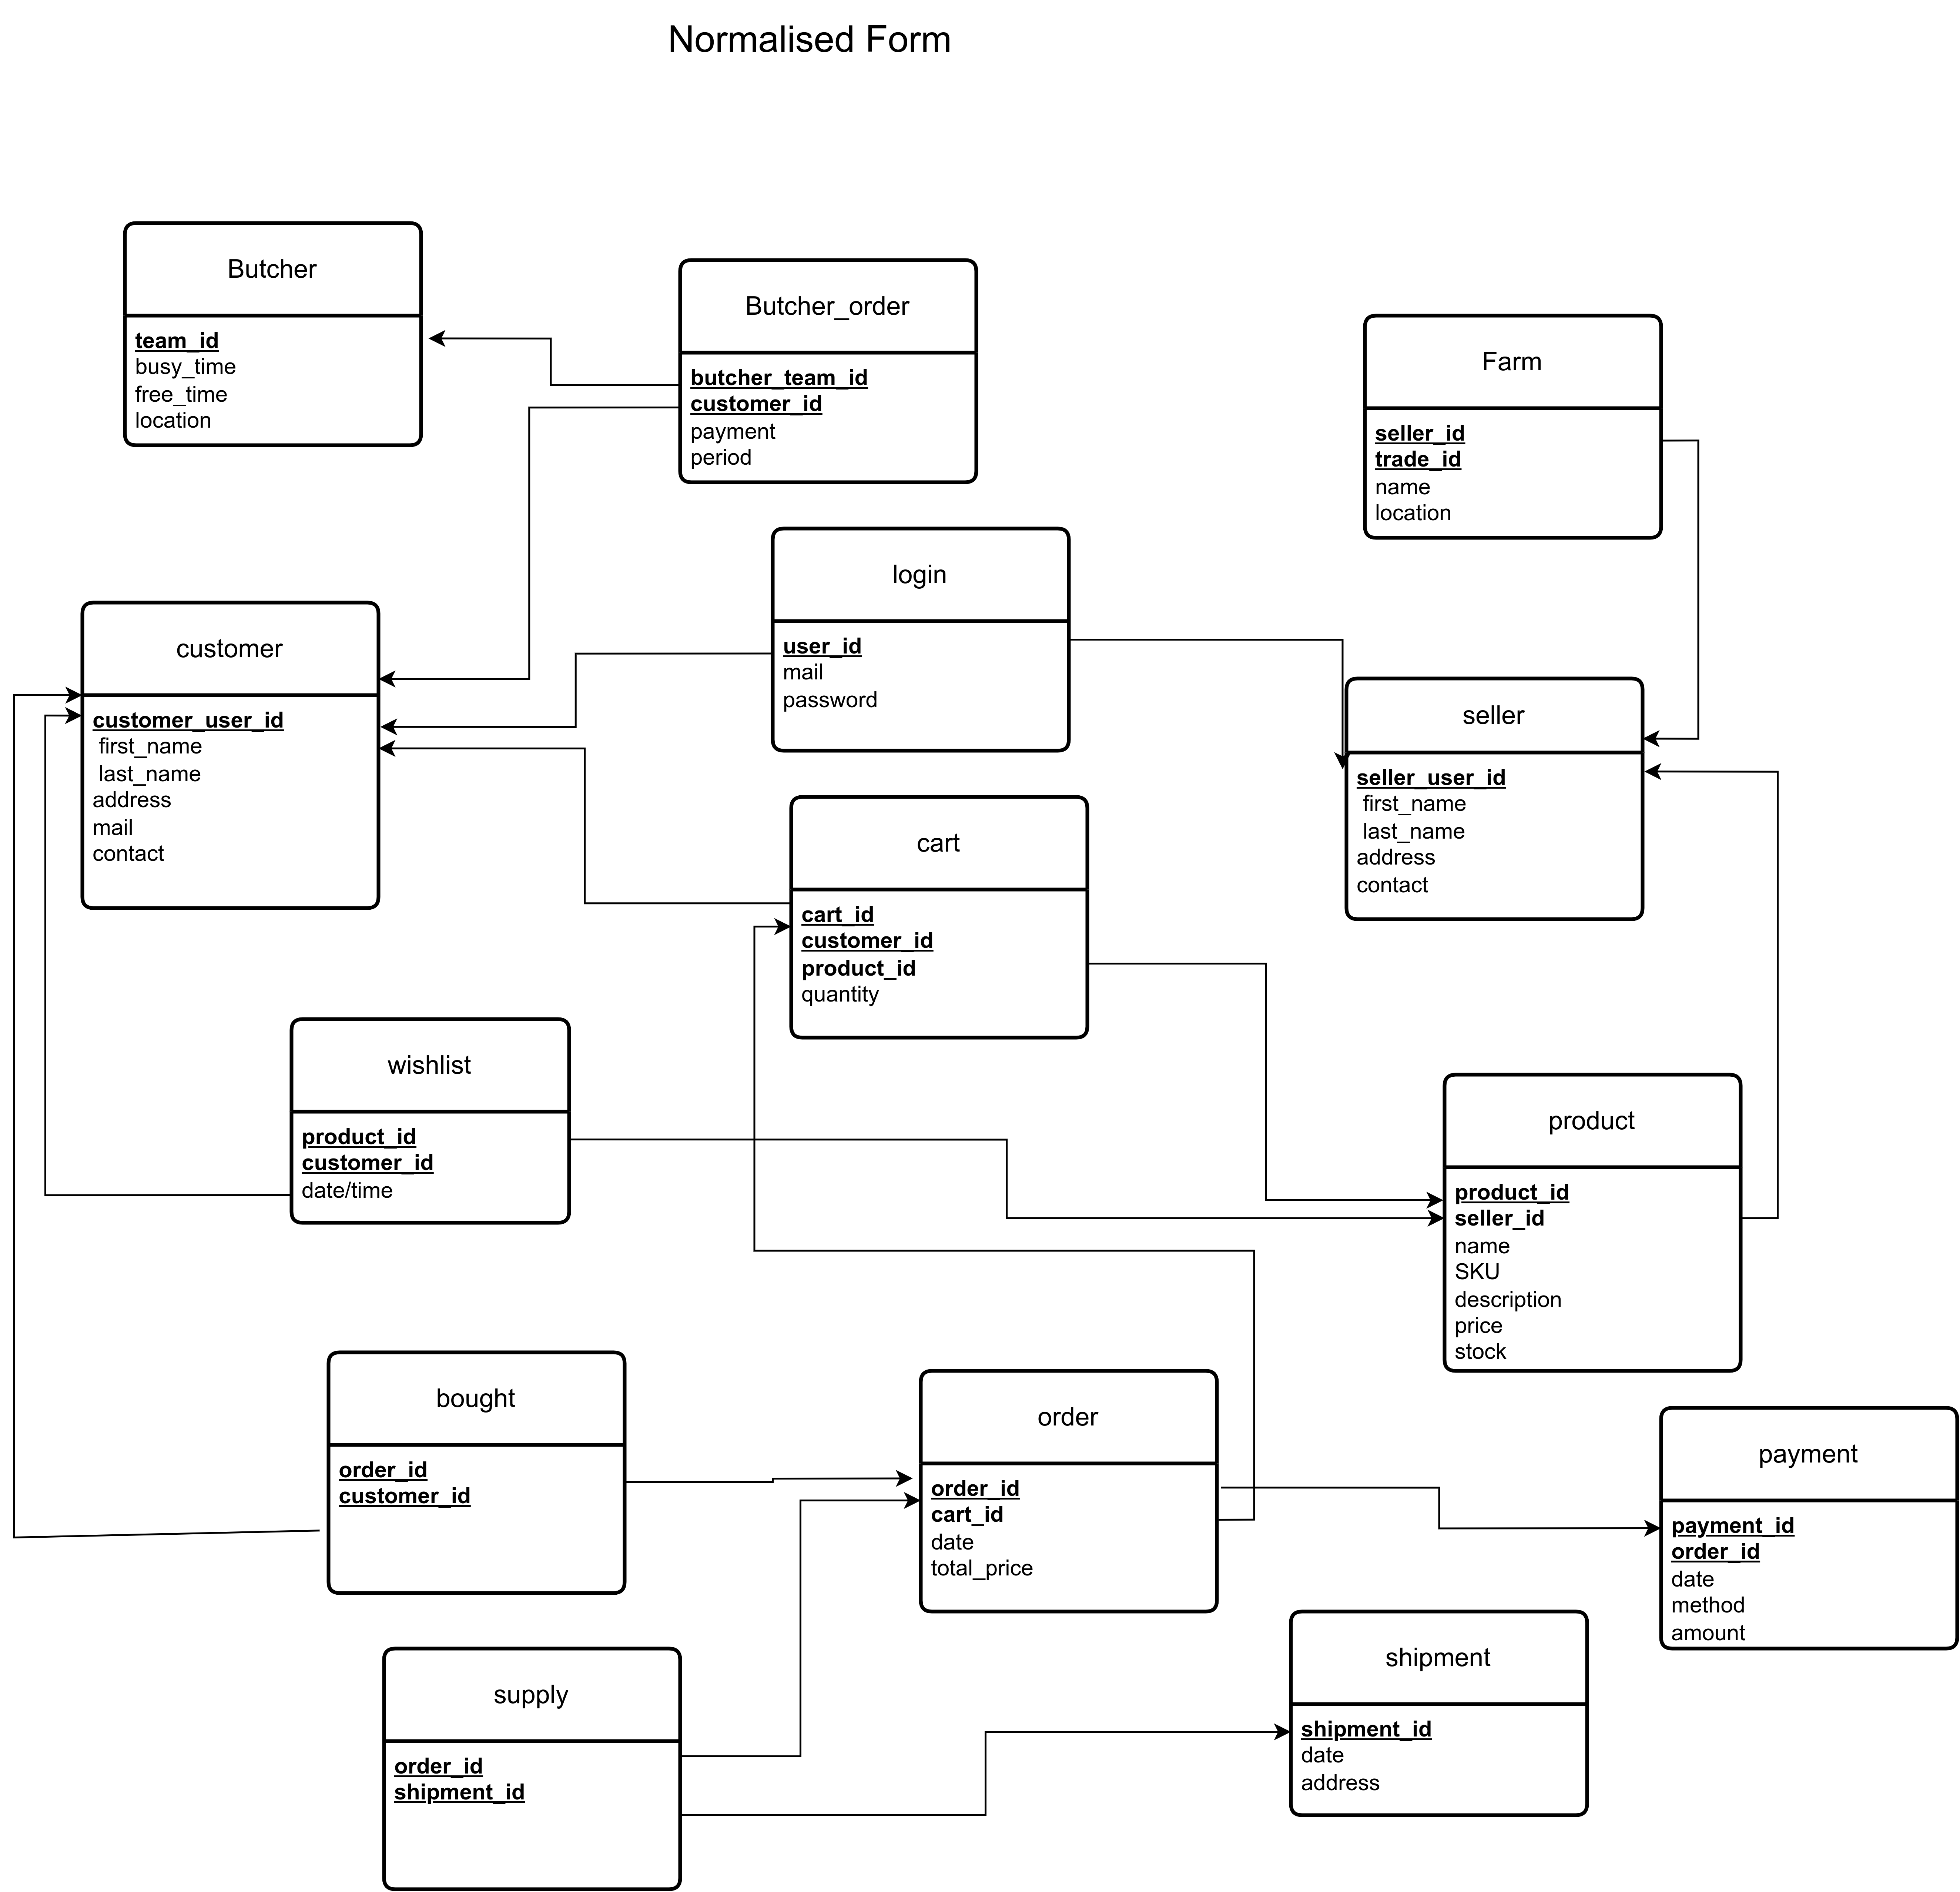 Normalised Form
Butcher
team_id
busy_time
free_time
location
Butcher_order
butcher_team_id
customer_id
payment
period
Farm
seller_id
trade_id
name
location
login
user_id
mail
password
customer
customer_user_id
first_name
last_name
address
mail
contact
seller
seller_user_id
first_name
last_name
address
contact
cart
cart_id
customer_id
product_id
quantity
wishlist
product_id
customer_id
date/time
product
product_id
seller_id
name
SKU
description
price
stock
bought
order_id
customer_id
order
order_id
cart_id
date
total_price
payment
payment_id
order_id
date
method
amount
supply
order_id
shipment_id
shipment
shipment_id
date
address